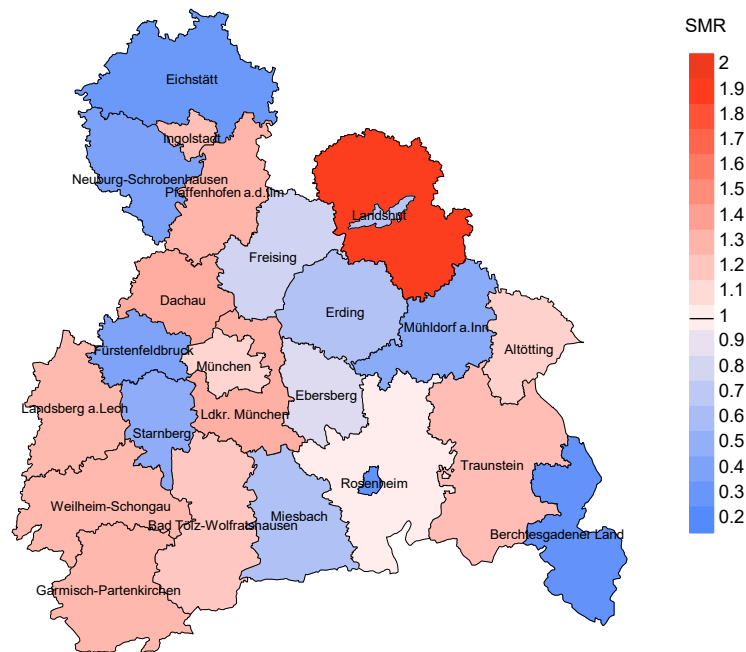 SMR
2
1.9
1.8
1.7
1.6
1.5
1.4
1.3
1.2
1.1
1
0.9
0.8
0.7
0.6
0.5
0.4
0.3
0.2
Eichstätt
Ingolstadt
Neuburg-Schrobenhausen
Pfaffenhofen a.d.Ilm
Landshut
Freising
Dachau
Erding
Mühldorf a.Inn
Fürstenfeldbruck
Altötting
München
Ebersberg
Landsberg a.Lech
Ldkr. München
Starnberg
Traunstein
Rosenheim
Weilheim-Schongau
Miesbach
Bad Tölz-Wolfratshausen
Berchtesgadener Land
Garmisch-Partenkirchen